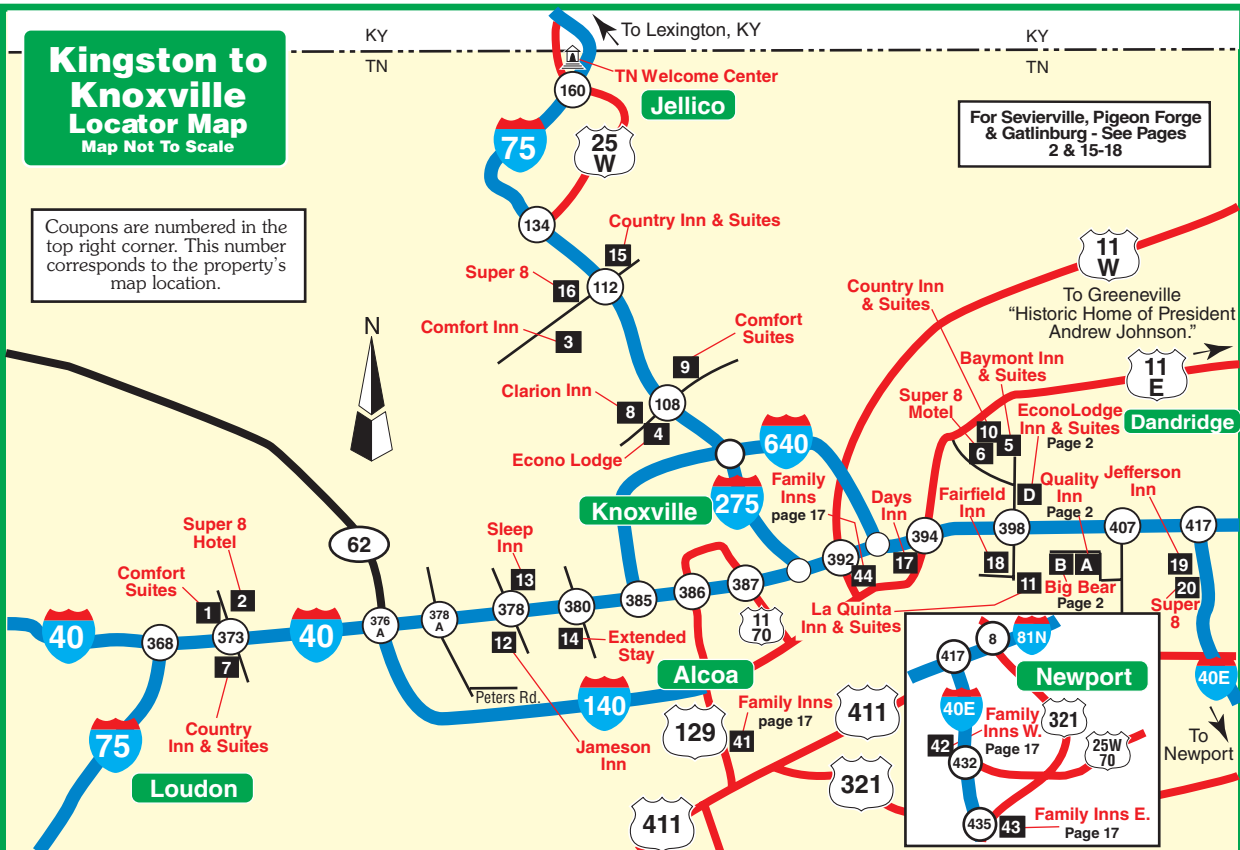 Kingston to
Knoxville
Locator Map
Map Not To Scale
KY
TN
To Lexington, KY
KY
TN
TN Welcome Center
160
Jellico
75
25
W
For Sevierville, Pigeon Forge
& Gatlinburg - See Pages
2 & 15-18
Coupons are numbered in the
top right corner. This number
corresponds to the property's
map location.
134
Country Inn & Suites
15
Super 8
16
112
Comfort Inn
3
11
W
To Greeneville
“Historic Home of President
Andrew Johnson.”
Country Inn
& Suites
Comfort
Suites
9
Clarion Inn
8
108
4
Econo Lodge
N
Baymont Inn
& Suites
11
E
Super 8
Motel
10
6
5
EconoLodge
Inn & Suites
Page 2
Dandridge
D
640
275
Knoxville
Family
Inns
page 17
Days
Inn
Fairfield
Inn
Quality
Inn
Page 2
Jefferson
Inn
62
Super 8
Hotel
Comfort
Suites
1
2
Sleep
Inn
13
392
44
17
394
398
407
417
18
11
B
A
Big Bear
Page 2
19
20
Super
8
La Quinta
Inn & Suites
40
368
373
7
40
376
A
378
A
378
12
380
14
Extended
Stay
385
386
387
11
70
Country
Inn & Suites
Peters Rd.
Jameson
Inn
140
Alcoa
129
Family Inns
page 17
41
411
321
411
75
Loudon
417
8
81N
Newport
40E
Family
Inns W.
Page 17
42
432
321
25W
70
435
43
Family Inns E.
Page 17
40E
To
Newport